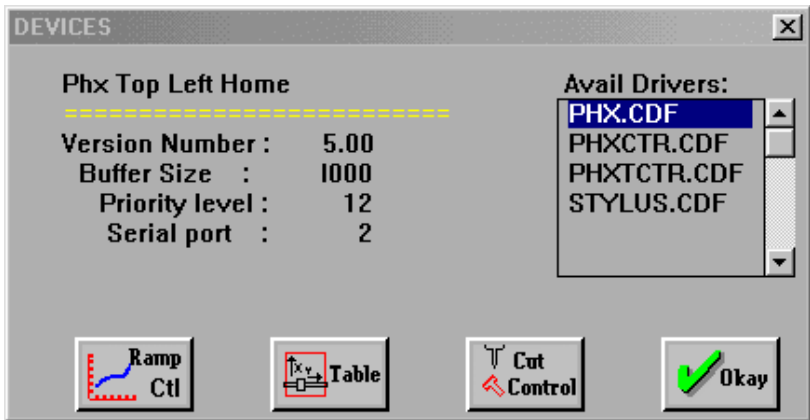 DEVICES
Phx Top Left Home
Avail Drivers:
==========================
PHX.CDF
Version Number : 5.00
PHXCTR.CDF
Buffer Size : I000
PHXTCTR.CDF
Priority level : 12
STYLUS.CDF
Serial port : 2
Ramp
Ctl
X Y
Table
Cut
Control
Okay